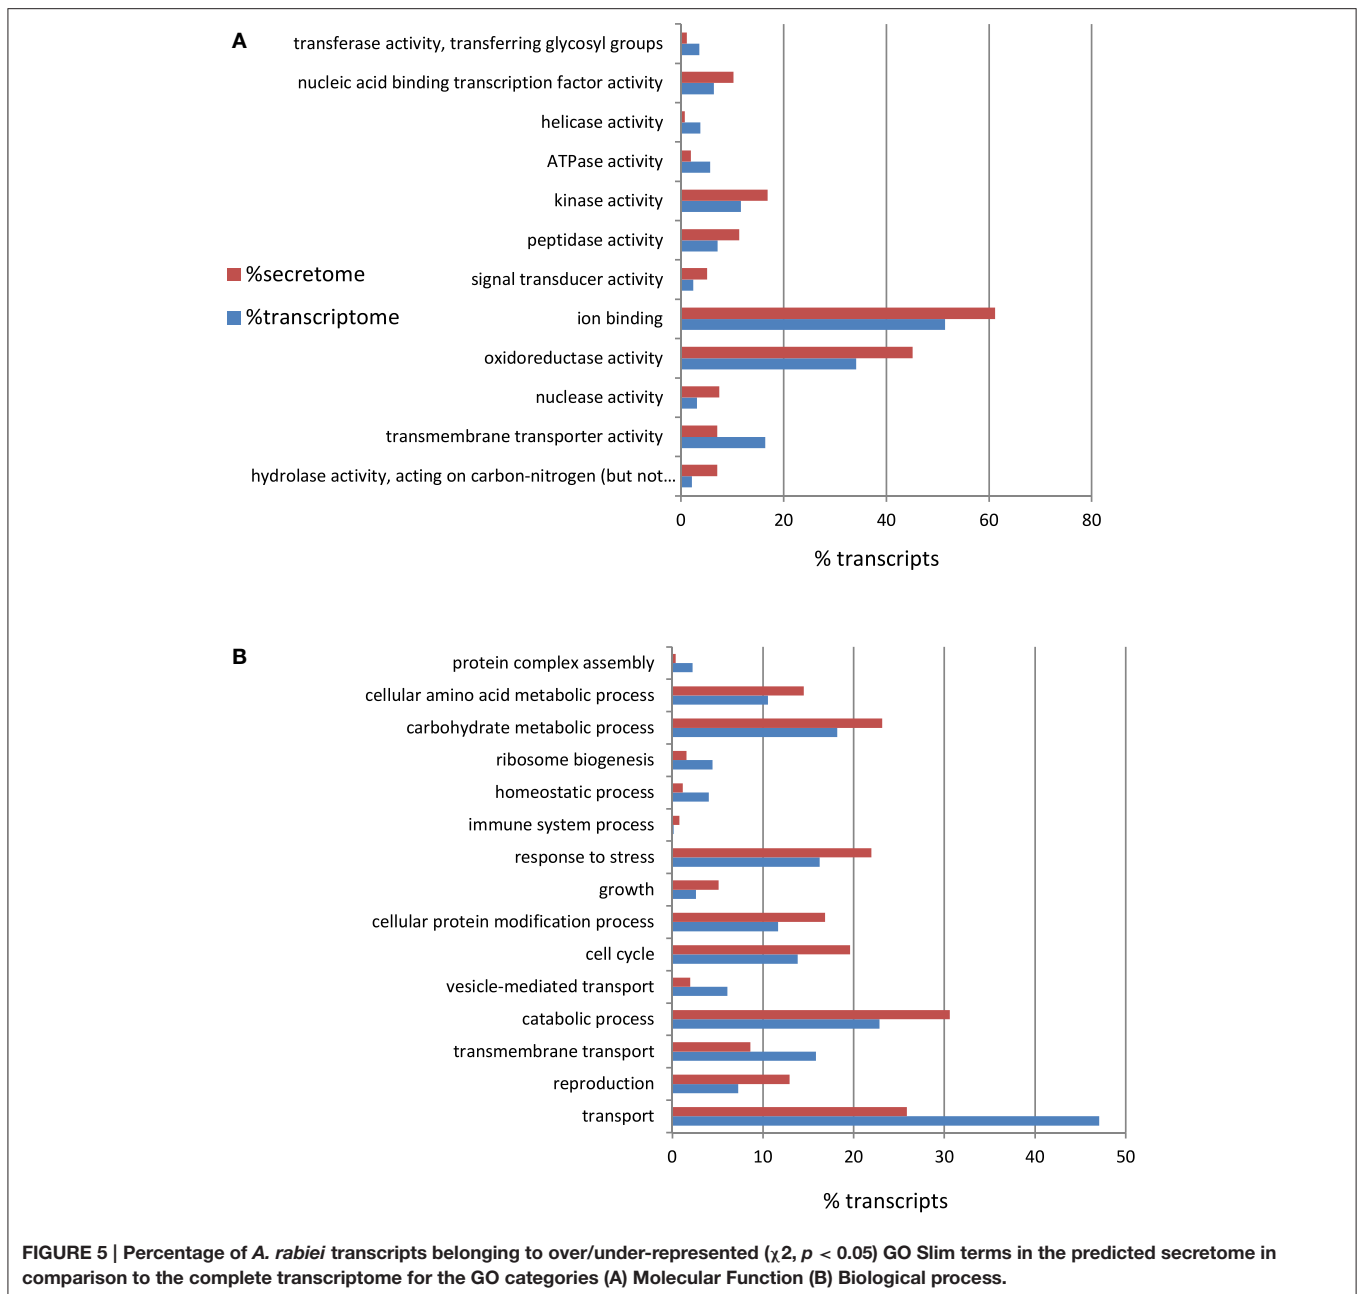 A
transferase activity, transferring glycosyl groups
nucleic acid binding transcription factor activity
helicase activity
ATPase activity
kinase activity
peptidase activity
signal transducer activity
ion binding
oxidoreductase activity
nuclease activity
transmembrane transporter activity
hydrolase activity, acting on carbon-nitrogen (but not...
%secretome
%transcriptome
0 20 40 60 80
% transcripts
B
protein complex assembly
cellular amino acid metabolic process
carbohydrate metabolic process
ribosome biogenesis
homeostatic process
immune system process
response to stress
growth
cellular protein modification process
cell cycle
vesicle-mediated transport
catabolic process
transmembrane transport
reproduction
transport
0 10 20 30 40 50
% transcripts
FIGURE 5 | Percentage of A. rabiei transcripts belonging to over/under-represented (χ2, p < 0.05) GO Slim terms in the predicted secretome in
comparison to the complete transcriptome for the GO categories (A) Molecular Function (B) Biological process.